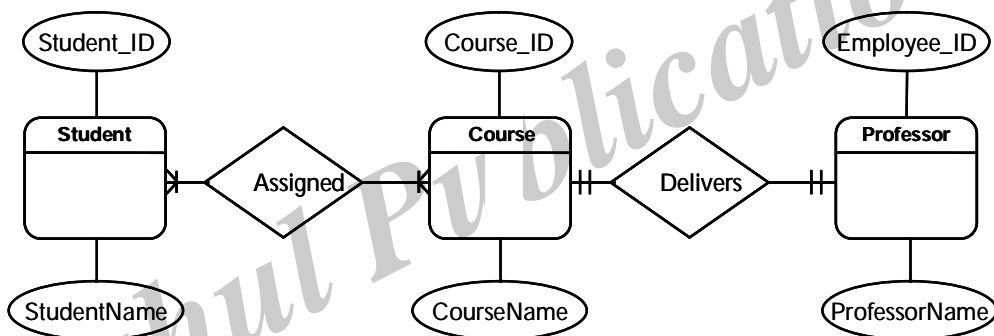 Student_ID
Course_ID
Employee_ID
Student
Course
Professor
Assigned
Delivers
StudentName
CourseName
ProfessorName